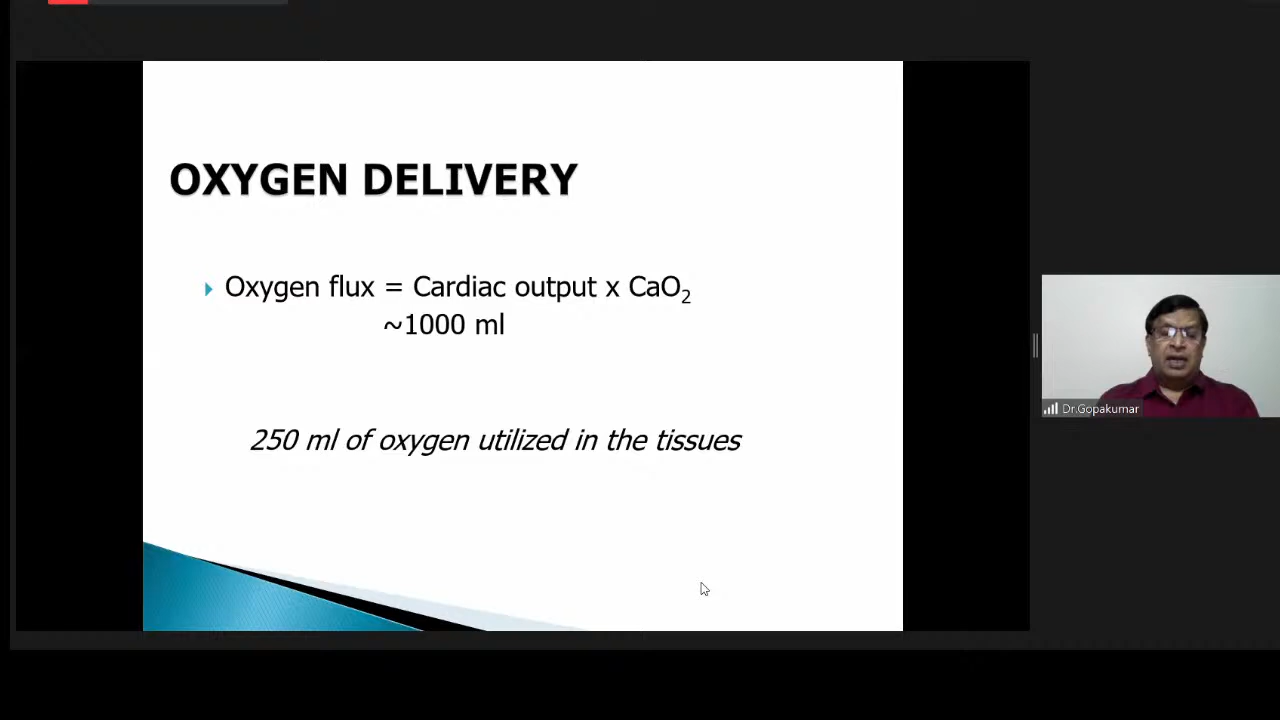 OXYGEN DELIVERY
Oxygen flux = Cardiac output x CaO₂
~1000 ml
250 ml of oxygen utilized in the tissues
Dr.Gopakumar